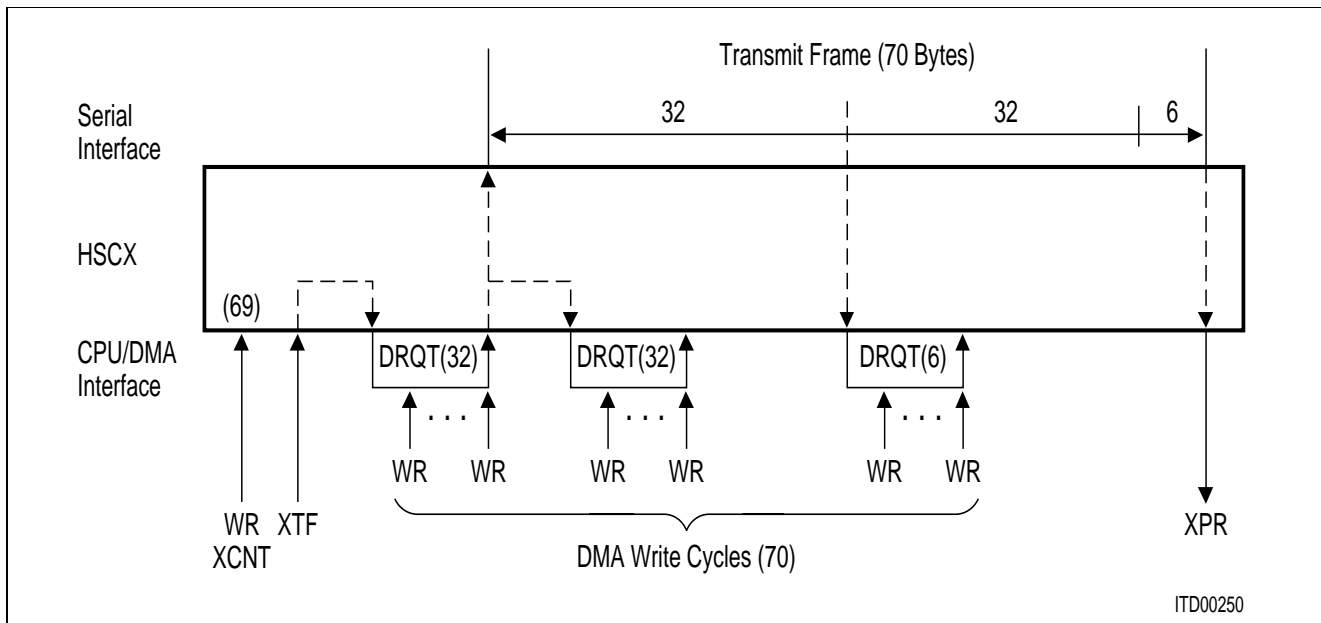 Transmit Frame (70 Bytes)
Serial
Interface
32
32
6
HSCX
(69)
CPU/DMA
Interface
DRQT(32)
DRQT(32)
DRQT(6)
. . .
. . .
. . .
WR
WR
WR
WR
WR
WR
WR
XCNT
XTF
DMA Write Cycles (70)
XPR
ITD00250